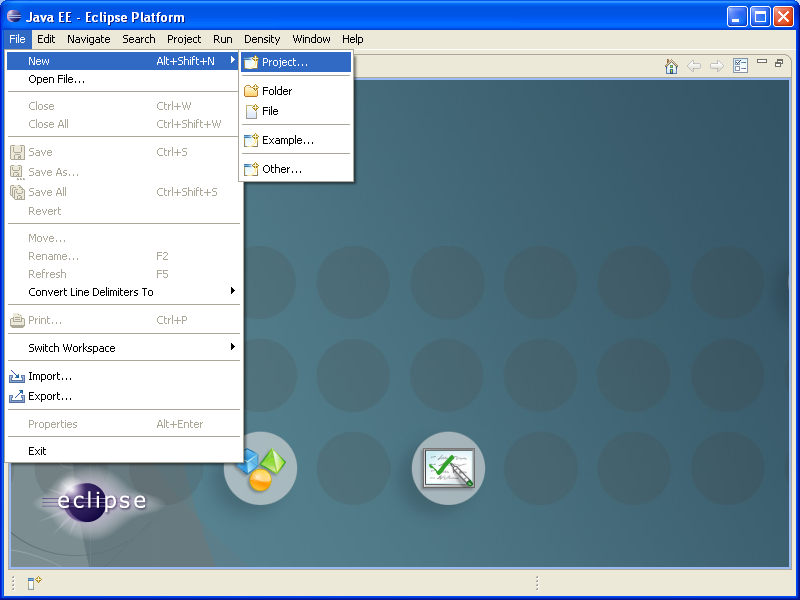 Java EE - Eclipse Platform
File Edit Navigate Search Project Run Density Window Help
New Alt+Shift+N
Open File...
Close Ctrl+W
Close All Ctrl+Shift+W
Save Ctrl+S
Save As...
Save All Ctrl+Shift+S
Revert
Move...
Rename... F2
Refresh F5
Convert Line Delimiters To
Print... Ctrl+P
Switch Workspace
Import...
Export...
Properties Alt+Enter
Exit
Project...
Folder
File
Example...
Other...
eclipse